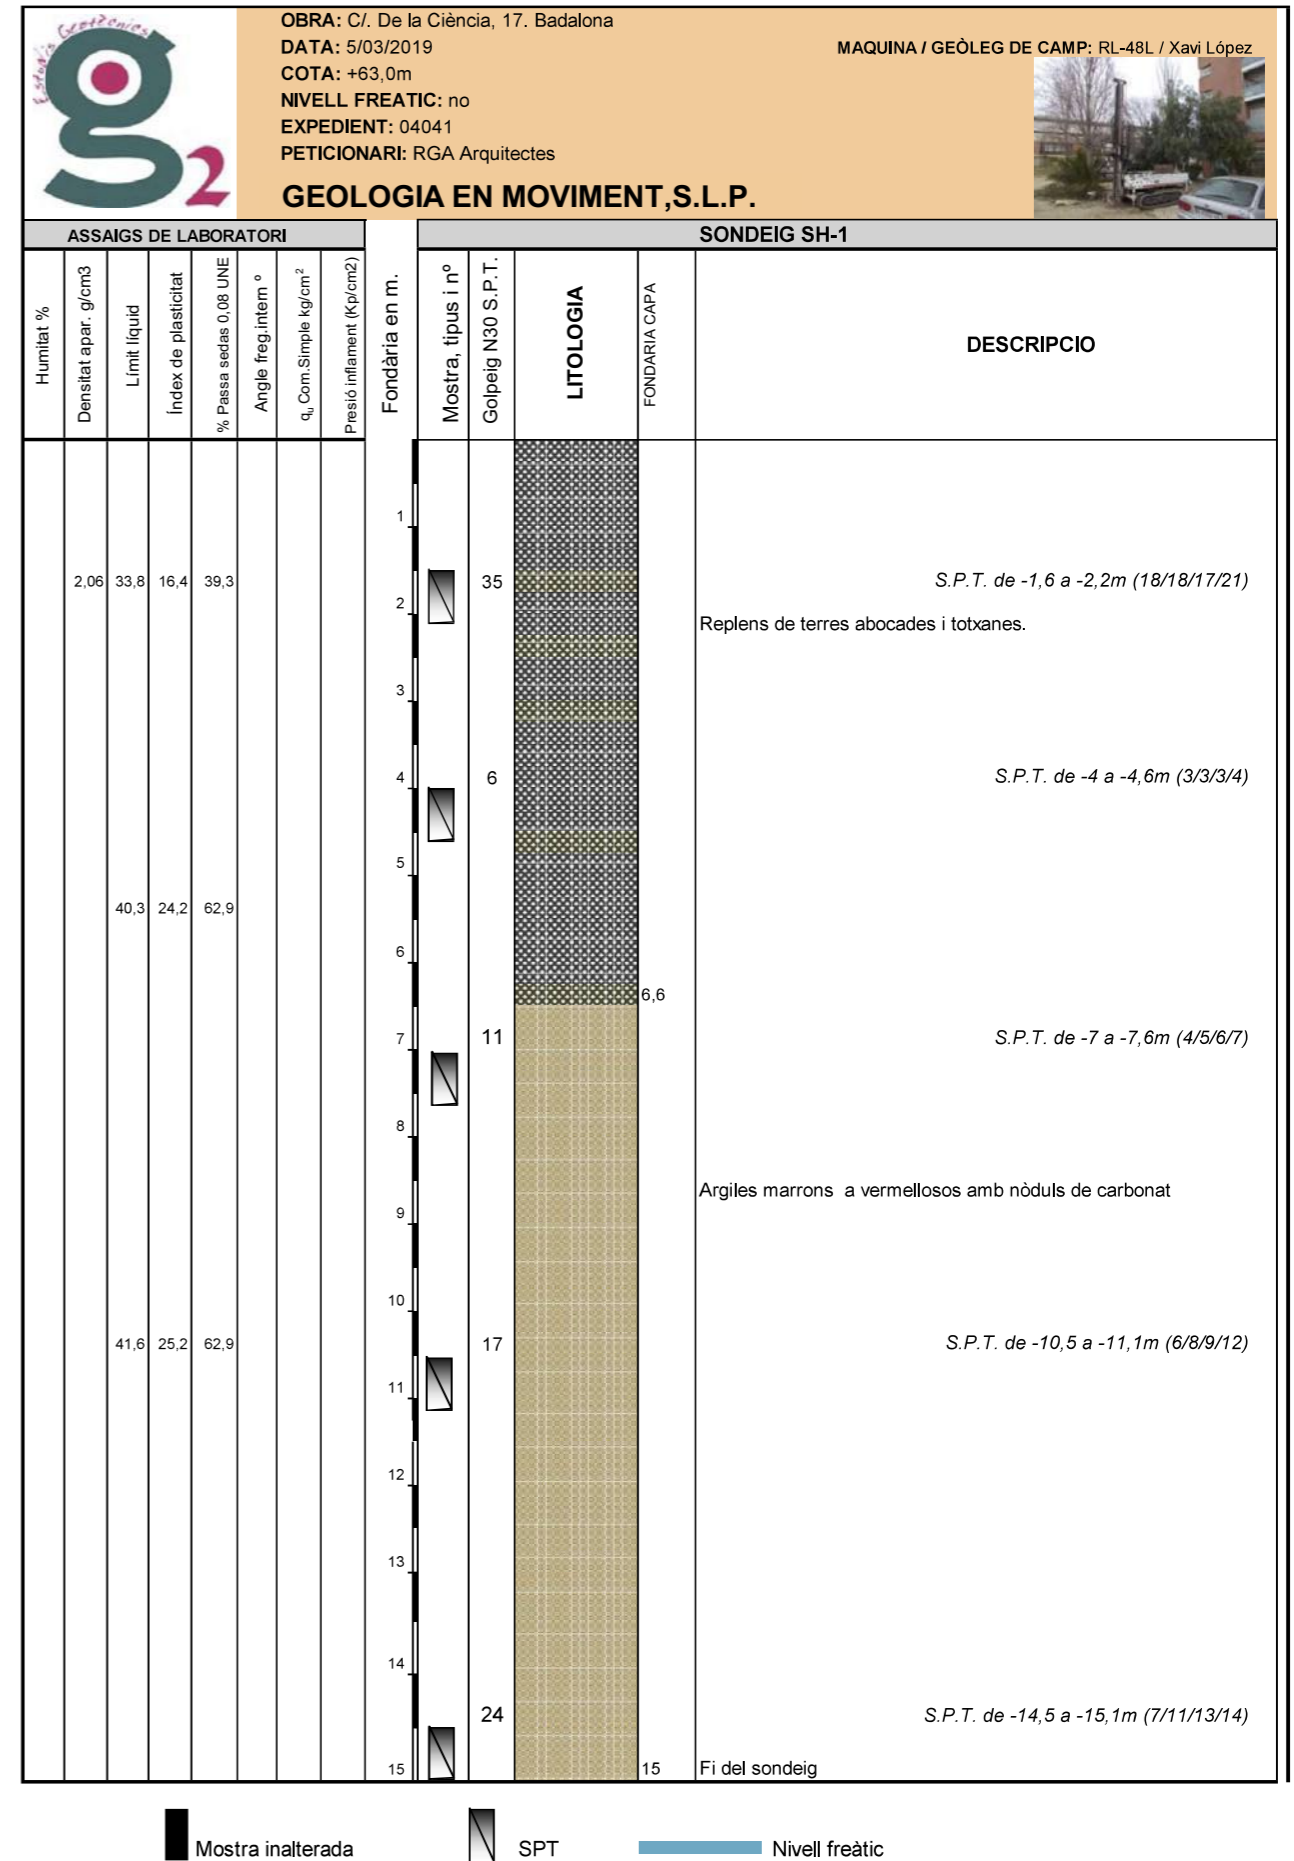 Estudis Geotècnics
g2
OBRA: C/. De la Ciència, 17. Badalona
DATA: 5/03/2019
MAQUINA / GEÒLEG DE CAMP: RL-48L / Xavi López
COTA: +63,0m
NIVELL FREATIC: no
EXPEDIENT: 04041
PETICIONARI: RGA Arquitectes
GEOLOGIA EN MOVIMENT,S.L.P.
ASSAIGS DE LABORATORI
SONDEIG SH-1
Humitat %
Densitat apar. g/cm3
Límit líquid
Índex de plasticitat
% Passa sedas 0,08 UNE
Angle freg.intern º
qu Com.Simple kg/cm2
Presió inflament (Kp/cm2)
Fondària en m.
Mostra, tipus i nº
Golpeig N30 S.P.T.
LITOLOGIA
FONDARIA CAPA
DESCRIPCIO
1
2,06 33,8 16,4 39,3 35 S.P.T. de -1,6 a -2,2m (18/18/17/21)
2
Replens de terres abocades i totxanes.
3
4 6 S.P.T. de -4 a -4,6m (3/3/3/4)
5
40,3 24,2 62,9
6
6,6
7 11 S.P.T. de -7 a -7,6m (4/5/6/7)
8
Argiles marrons a vermellosos amb nòduls de carbonat
9
10
41,6 25,2 62,9 17 S.P.T. de -10,5 a -11,1m (6/8/9/12)
11
12
13
14
24 S.P.T. de -14,5 a -15,1m (7/11/13/14)
15 15 Fi del sondeig
Mostra inalterada SPT Nivell freàtic